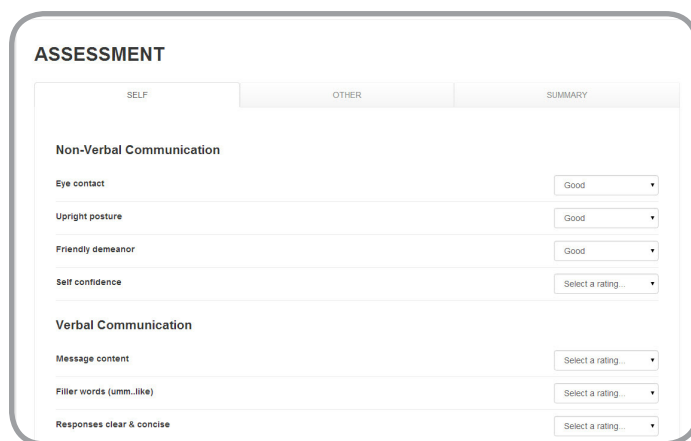 ASSESSMENT
SELF OTHER SUMMARY
Non-Verbal Communication
Eye contact Good
Upright posture Good
Friendly demeanor Good
Self confidence Select a rating...
Verbal Communication
Message content Select a rating...
Filler words (umm..like) Select a rating...
Responses clear & concise Select a rating...